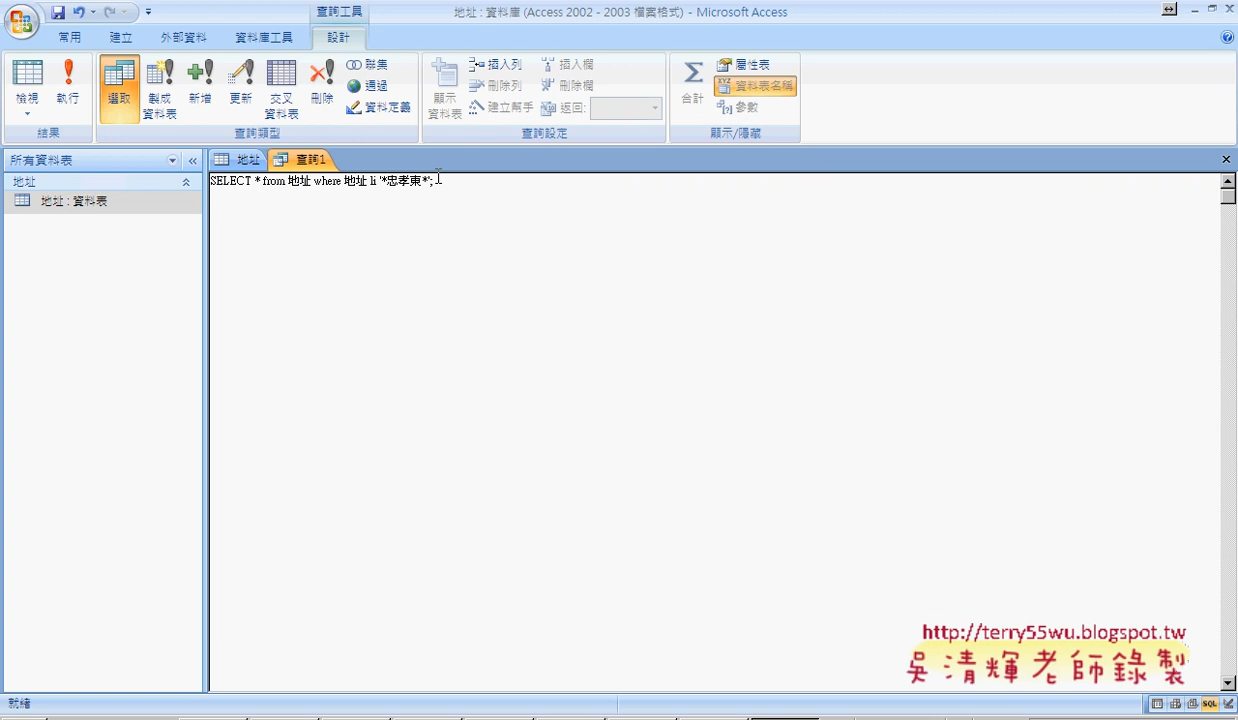 查詢工具
地址 : 資料庫 (Access 2002 - 2003 檔案格式) - Microsoft Access
常用 建立 外部資料 資料庫工具 設計
檢視 執行 選取 製成資料表 新增 更新 交叉資料表 刪除 聯集 通過 資料定義 顯示資料表 插入列 刪除列 建立幫手 插入欄 刪除欄 返回: 合計 屬性表 資料表名稱 參數
結果 查詢類型 查詢設定 顯示/隱藏
所有資料表 « 地址 查詢1
地址
地址 : 資料表
SELECT * from 地址 where 地址 li '*忠孝東*';
http://terry55wu.blogspot.tw
吳清輝老師錄製
就緒 SQL